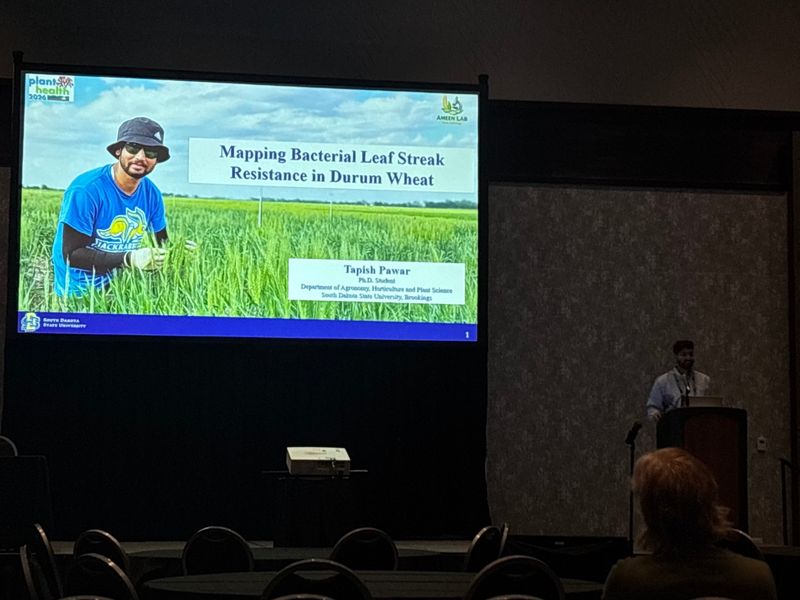 plant
health
2026
AMEEN LAB
Mapping Bacterial Leaf Streak
Resistance in Durum Wheat
JACKRABBITS
Tapish Pawar
Ph.D. Student
Department of Agronomy, Horticulture and Plant Science
South Dakota State University, Brookings
SOUTH DAKOTA
STATE UNIVERSITY
1